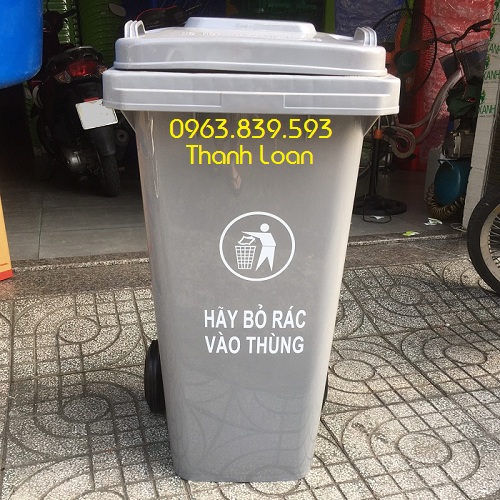 0963.839.593
Thanh Loan
HÃY BỎ RÁC
VÀO THÙNG